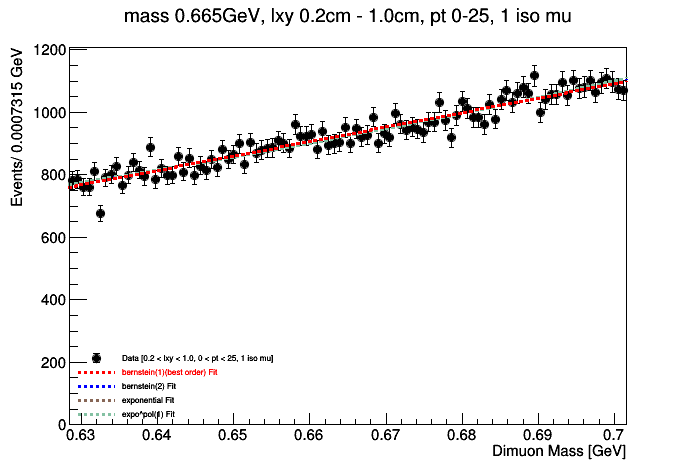 mass 0.665GeV, lxy 0.2cm - 1.0cm, pt 0-25, 1 iso mu
Events/ 0.0007315 GeV
1200
1000
800
600
400
200
0
Data [0.2 < lxy < 1.0, 0 < pt < 25, 1 iso mu]
bernstein(1)(best order) Fit
bernstein(2) Fit
exponential Fit
Fit
0.63 0.64 0.65 0.66 0.67 0.68 0.69 0.7
Dimuon Mass [GeV]